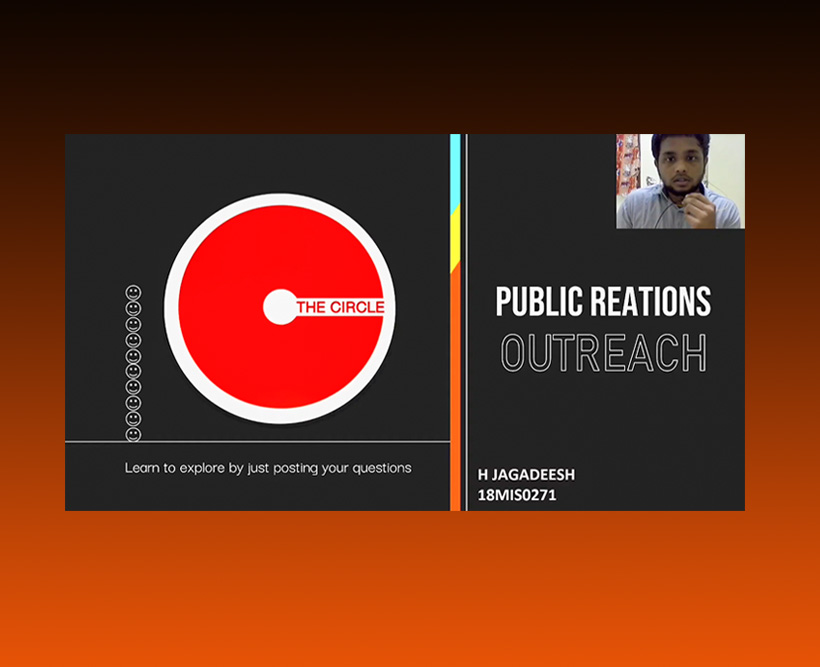 THE CIRCLE
Learn to explore by just posting your questions
PUBLIC REATIONS
OUTREACH
H JAGADEESH
18MIS0271